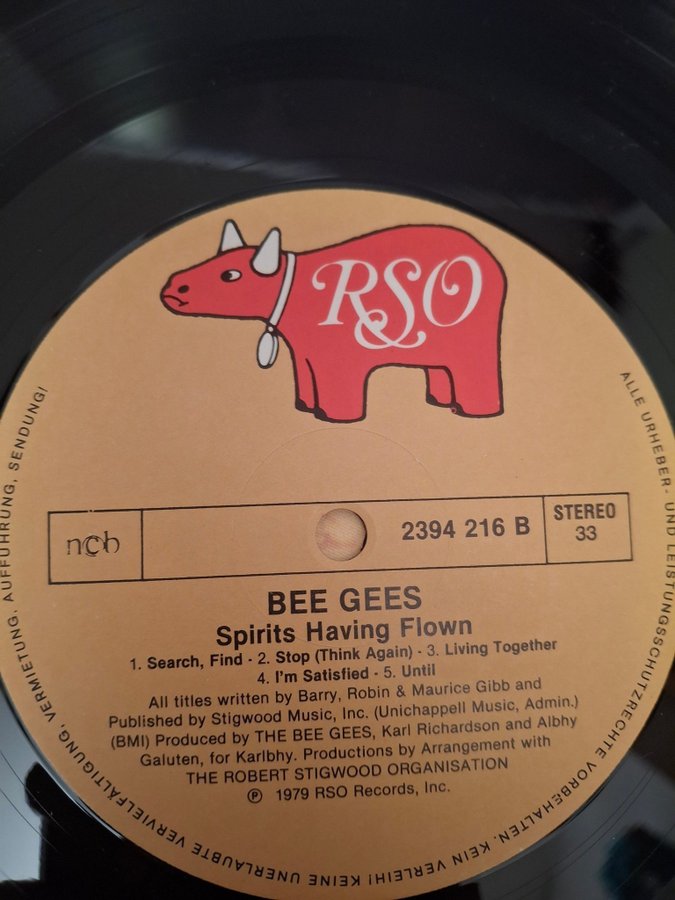 RSO
ncb
2394 216 B
STEREO
33
BEE GEES
Spirits Having Flown
1. Search, Find - 2. Stop (Think Again) - 3. Living Together
4. I'm Satisfied - 5. Until
All titles written by Barry, Robin & Maurice Gibb and
Published by Stigwood Music, Inc. (Unichappell Music, Admin.)
(BMI) Produced by THE BEE GEES, Karl Richardson and Albhy
Galuten, for Karlbhy. Productions by Arrangement with
THE ROBERT STIGWOOD ORGANISATION
Ⓟ 1979 RSO Records, Inc.
ALLE URHEBER- UND LEISTUNGSSCHUTZRECHTE VORBEHALTEN. KEIN VERLEIH! KEINE UNERLAUBTE VERVIELFÄLTIGUNG, VERMIETUNG, AUFFÜHRUNG, SENDUNG!